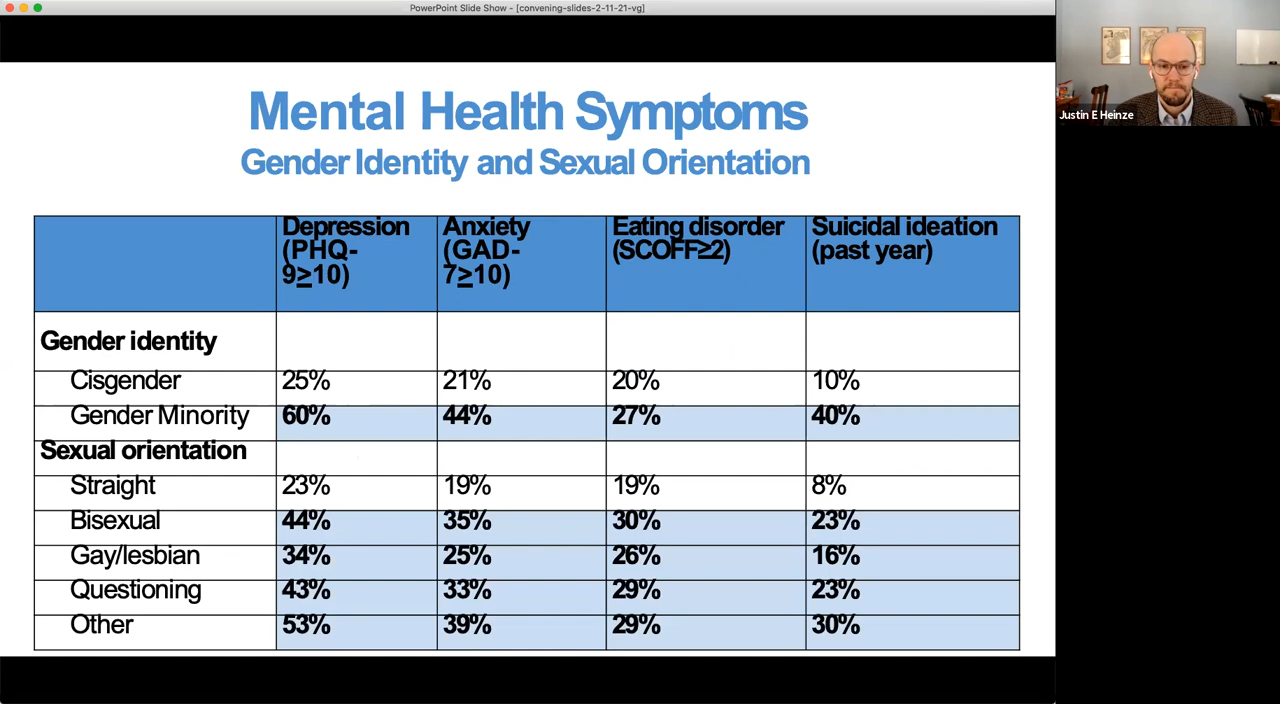 PowerPoint Slide Show - [convening-slides-2-11-21-vg]
Justin E Heinze
Mental Health Symptoms
Gender Identity and Sexual Orientation
Depression (PHQ-9≥10) Anxiety (GAD-7≥10) Eating disorder (SCOFF≥2) Suicidal ideation (past year)
Gender identity
Cisgender 25% 21% 20% 10%
Gender Minority 60% 44% 27% 40%
Sexual orientation
Straight 23% 19% 19% 8%
Bisexual 44% 35% 30% 23%
Gay/lesbian 34% 25% 26% 16%
Questioning 43% 33% 29% 23%
Other 53% 39% 29% 30%